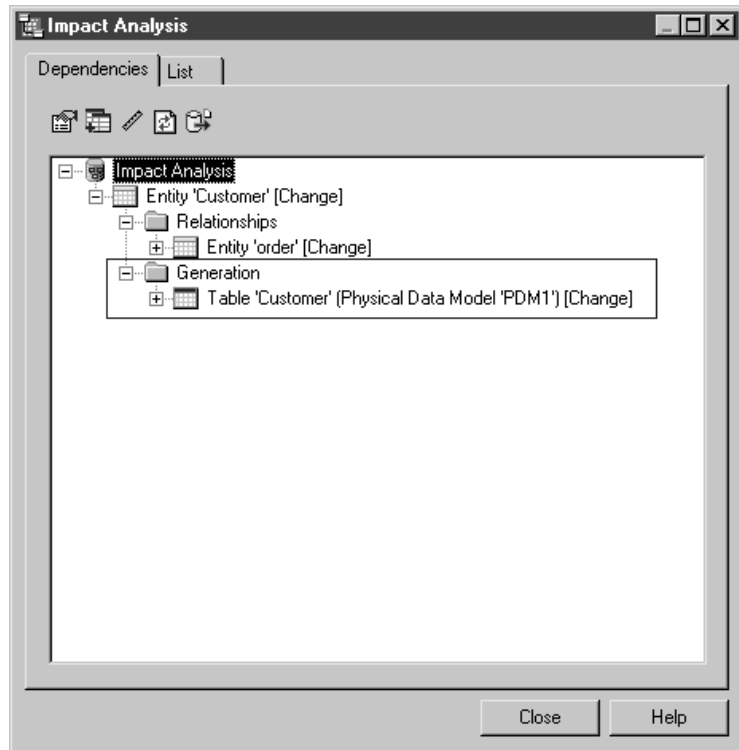 Impact Analysis
Dependencies List
Impact Analysis
Entity 'Customer' [Change]
Relationships
Entity 'order' [Change]
Generation
Table 'Customer' (Physical Data Model 'PDM1') [Change]
Close Help